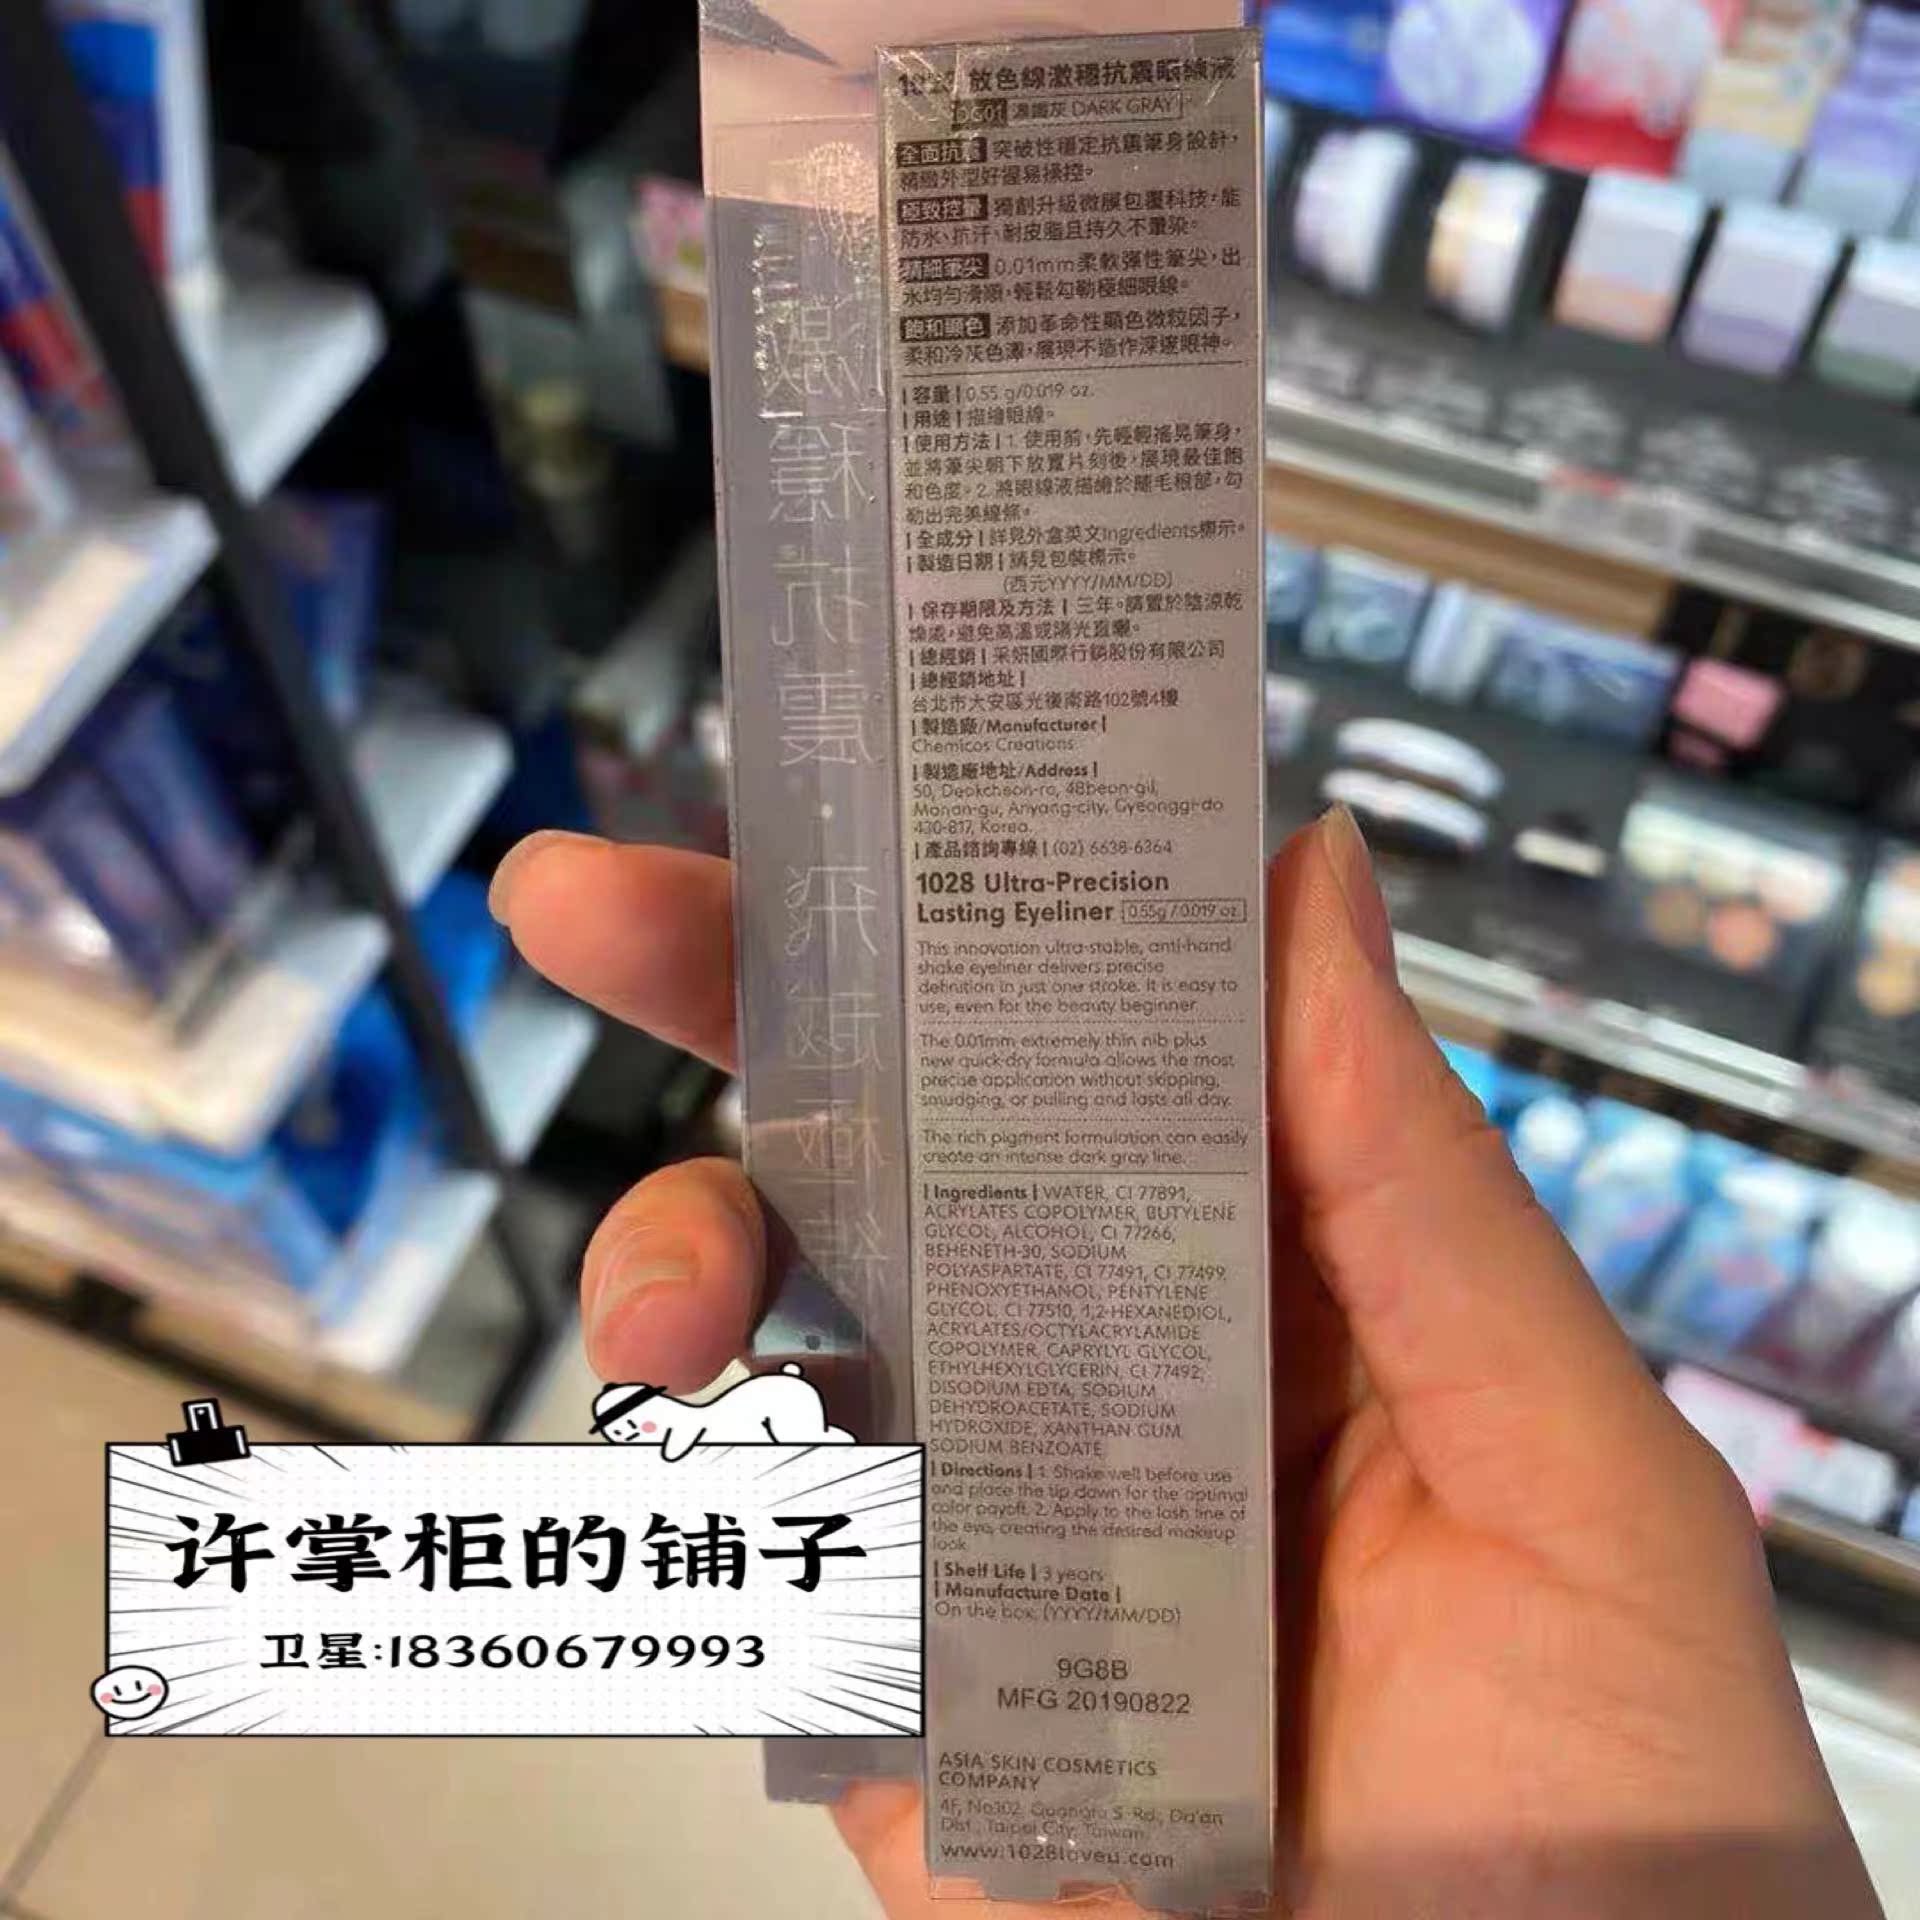 1028 放色線激穩抗震眼線液
DG01 濃霧灰 DARK GRAY
全面抗震 突破性穩定抗震筆身設計，
精緻外型好握易操控。
極致控暈 獨創升級微膜包覆科技，能
防水、抗汗、耐皮脂且持久不暈染。
精細筆尖 0.01mm柔軟彈性筆尖，出
水均勻滑順，輕鬆勾勒極細眼線。
飽和顯色 添加革命性顯色微粒因子，
柔和冷灰色澤，展現不造作深邃眼神。
| 容量 | 0.55 g/0.019 oz.
| 用途 | 描繪眼線。
| 使用方法 | 1. 使用前，先輕輕搖晃筆身，
並將筆尖朝下放置片刻後，展現最佳飽
和色度。2. 將眼線液描繪於睫毛根部，勾
勒出完美線條。
| 全成分 | 詳見外盒英文Ingredients標示。
| 製造日期 | 請見包裝標示。
(西元YYYY/MM/DD)
| 保存期限及方法 | 三年。請置於陰涼乾
燥處，避免高溫或陽光直曬。
| 總經銷 | 采妍國際行銷股份有限公司
| 總經銷地址 |
台北市大安區光復南路102號4樓
| 製造廠/Manufacturer |
Chemicos Creations
| 製造廠地址/Address |
50, Deokcheon-ro, 48beon-gil,
Manan-gu, Anyang-city, Gyeonggi-do
430-817, Korea.
| 產品諮詢專線 | (02) 6638-6364
1028 Ultra-Precision
Lasting Eyeliner 0.55g / 0.019 oz.
This innovation ultra-stable, anti-hand
shake eyeliner delivers precise
definition in just one stroke. It is easy to
use, even for the beauty beginner.
The 0.01mm extremely thin nib plus
new quick-dry formula allows the most
precise application without skipping,
smudging, or pulling and lasts all day.
The rich pigment formulation can easily
create an intense dark gray line.
| Ingredients | WATER, CI 77891,
ACRYLATES COPOLYMER, BUTYLENE
GLYCOL, ALCOHOL, CI 77266,
BEHENETH-30, SODIUM
POLYASPARTATE, CI 77491, CI 77499,
PHENOXYETHANOL, PENTYLENE
GLYCOL, CI 77510, 1,2-HEXANEDIOL,
ACRYLATES/OCTYLACRYLAMIDE
COPOLYMER, CAPRYLYL GLYCOL,
ETHYLHEXYLGLYCERIN, CI 77492,
DISODIUM EDTA, SODIUM
DEHYDROACETATE, SODIUM
HYDROXIDE, XANTHAN GUM,
SODIUM BENZOATE
| Directions | 1. Shake well before use
and place the tip down for the optimal
color payoff. 2. Apply to the lash line of
the eye, creating the desired makeup
look.
| Shelf Life | 3 years
| Manufacture Date |
On the box. (YYYY/MM/DD)
9G8B
MFG 20190822
ASIA SKIN COSMETICS
COMPANY
4F, No.102, Guangfu S. Rd., Da'an
Dist., Taipei City, Taiwan
www.1028loveu.com
激穩抗震·飛
许掌柜的铺子
卫星:18360679993